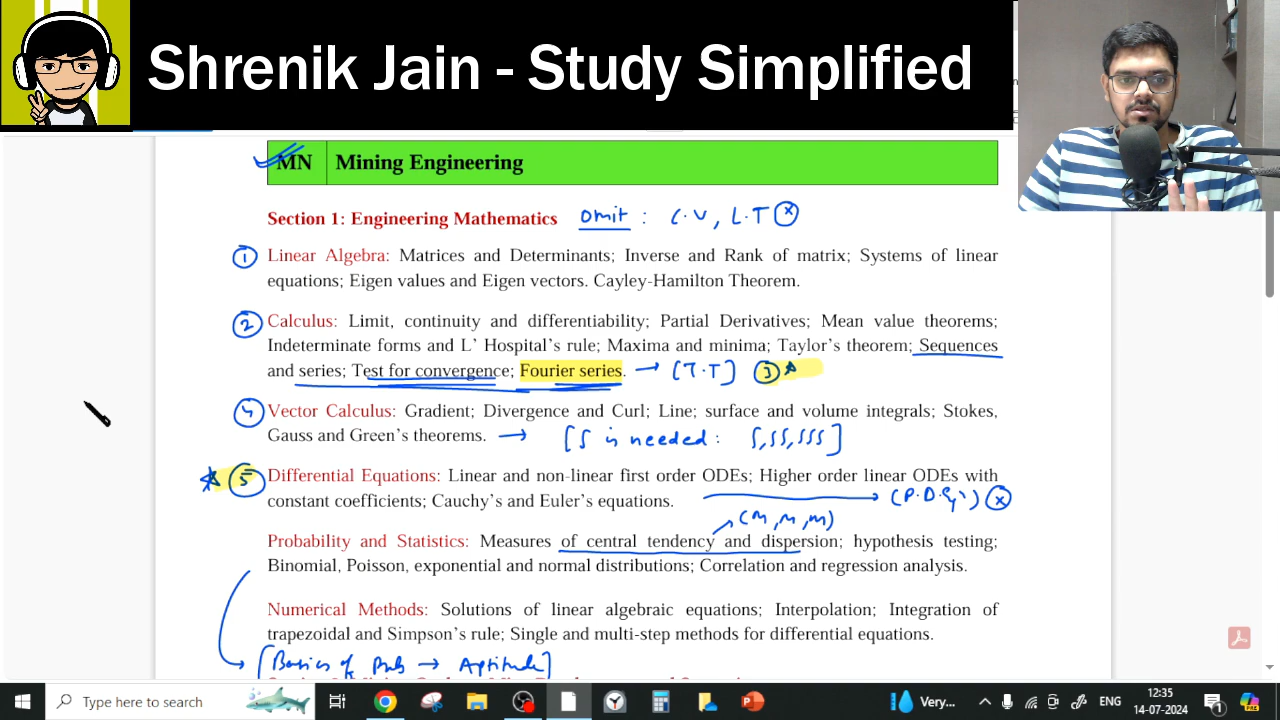 Shrenik Jain - Study Simplified
MN Mining Engineering
Section 1: Engineering Mathematics Omit : C.V, L.T x
1 Linear Algebra: Matrices and Determinants; Inverse and Rank of matrix; Systems of linear
equations; Eigen values and Eigen vectors. Cayley-Hamilton Theorem.
2 Calculus: Limit, continuity and differentiability; Partial Derivatives; Mean value theorems;
Indeterminate forms and L' Hospital's rule; Maxima and minima; Taylor's theorem; Sequences
and series; Test for convergence; Fourier series. → [T.T] 3
4 Vector Calculus: Gradient; Divergence and Curl; Line; surface and volume integrals; Stokes,
Gauss and Green's theorems. → [∫ is needed: ∫, ∫∫, ∫∫∫]
5 Differential Equations: Linear and non-linear first order ODEs; Higher order linear ODEs with
constant coefficients; Cauchy's and Euler's equations. → (P.D.Eqⁿ) x
(m, m, m)
Probability and Statistics: Measures of central tendency and dispersion; hypothesis testing;
Binomial, Poisson, exponential and normal distributions; Correlation and regression analysis.
Numerical Methods: Solutions of linear algebraic equations; Interpolation; Integration of
trapezoidal and Simpson's rule; Single and multi-step methods for differential equations.
[Basics of Prob → Aptitude]
Type here to search
Very...
ENG
12:35
14-07-2024